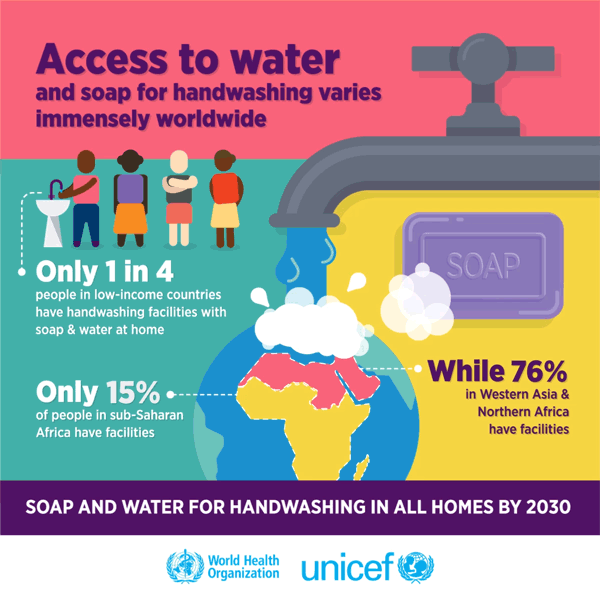 Access to water
and soap for handwashing varies
immensely worldwide
Only 1 in 4
people in low-income countries
have handwashing facilities with
soap & water at home
SOAP
Only 15%
of people in sub-Saharan
Africa have facilities
While 76%
in Western Asia &
Northern Africa
have facilities
SOAP AND WATER FOR HANDWASHING IN ALL HOMES BY 2030
World Health
Organization
unicef